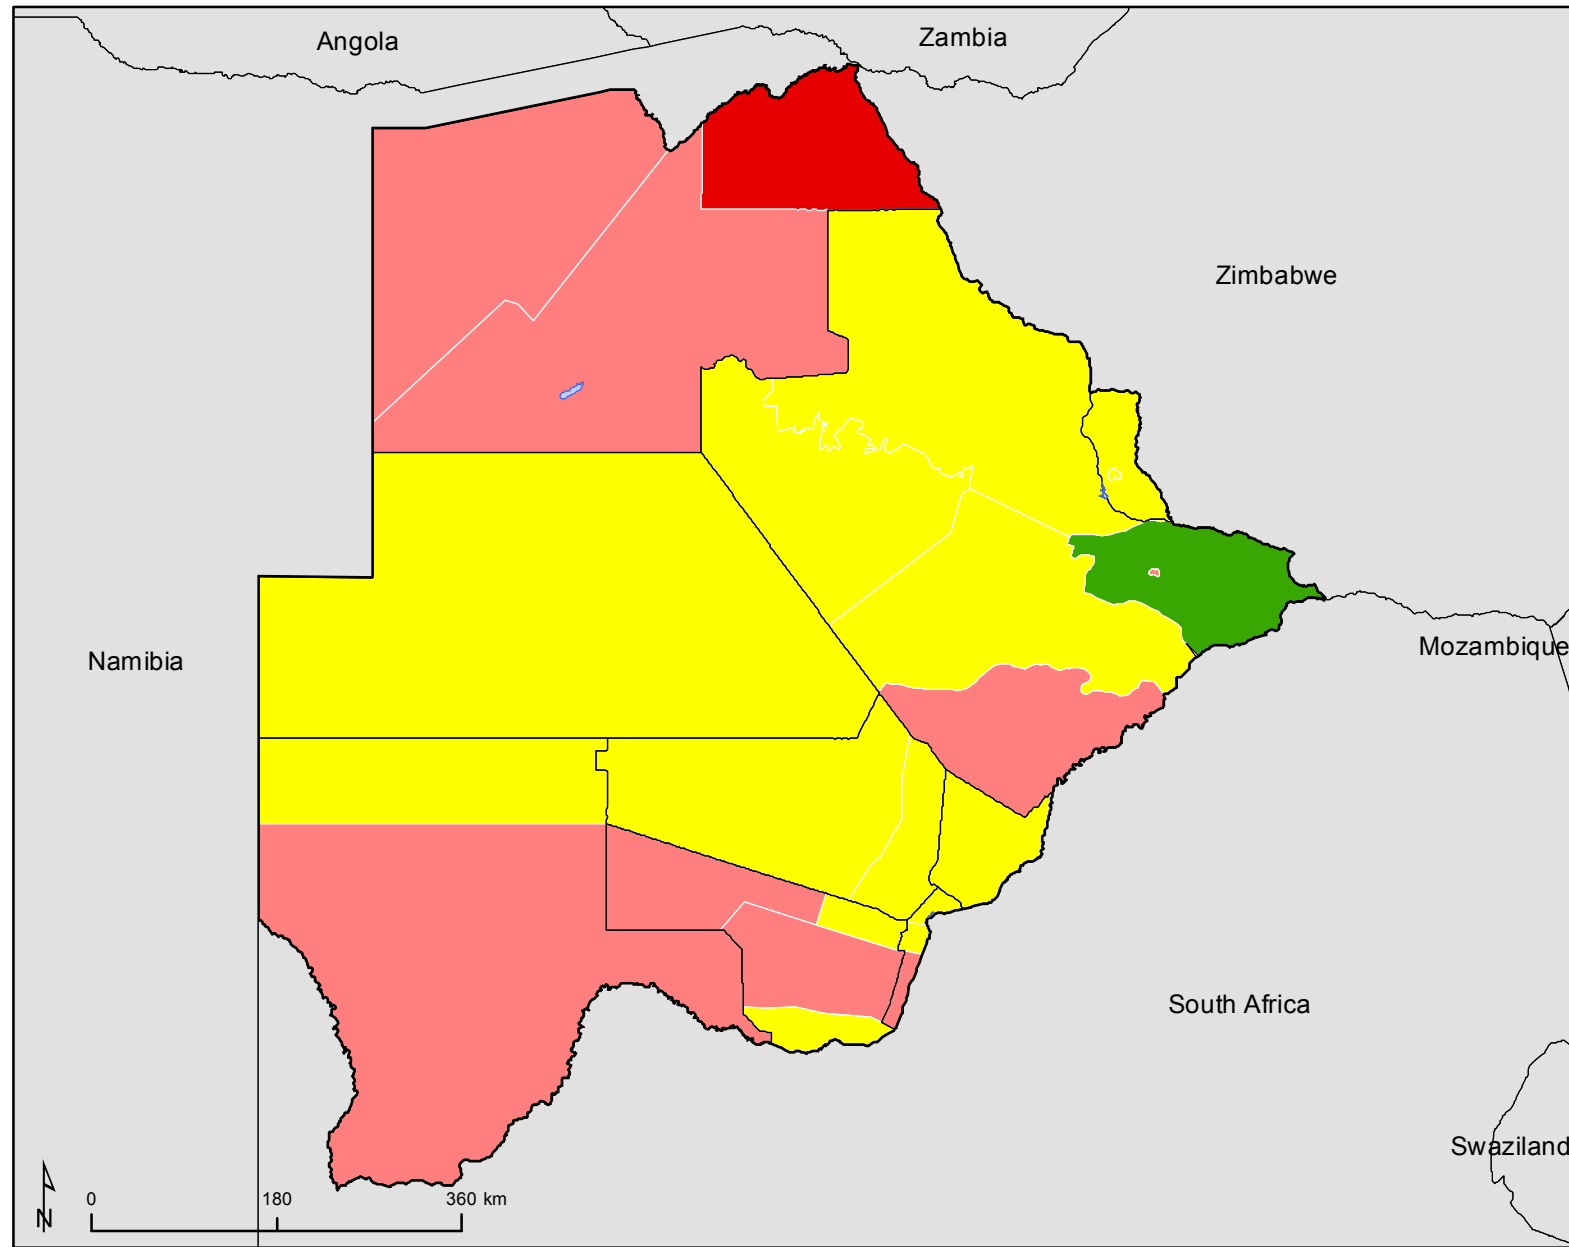 Angola
Zambia
Zimbabwe
Namibia
Mozambique
South Africa
Swaziland
0 180 360 km
N